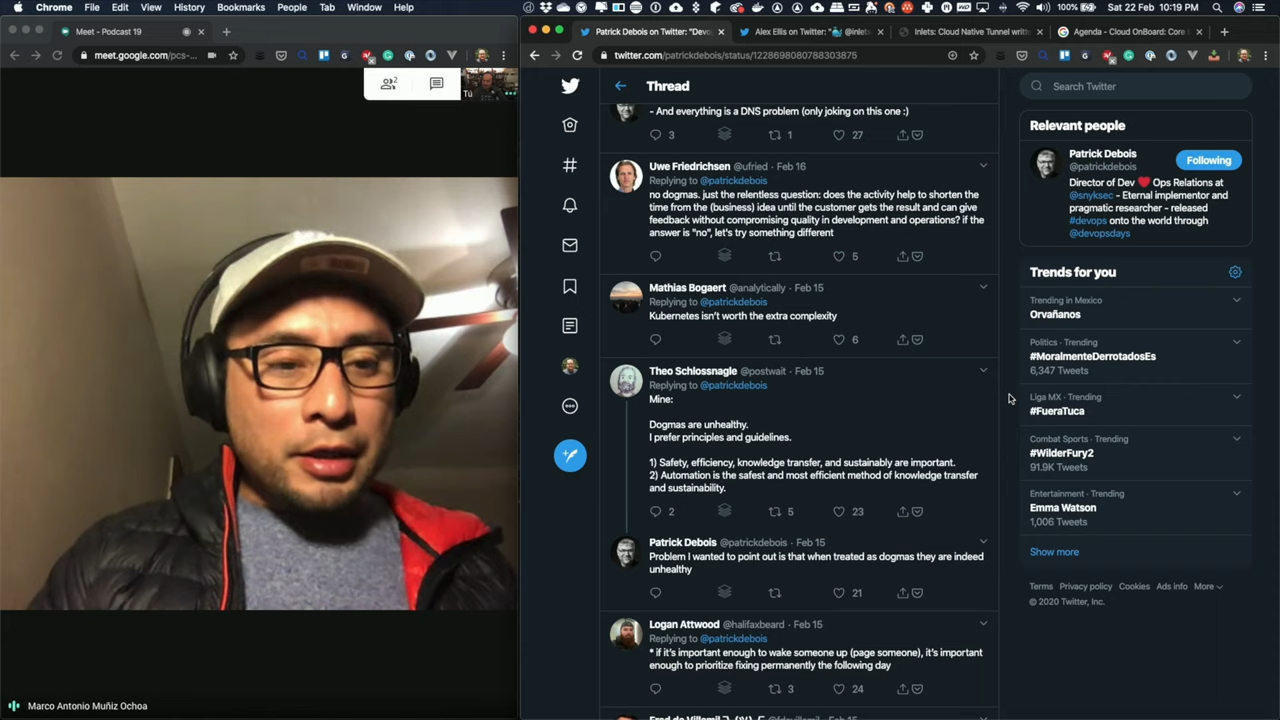 Chrome File Edit View History Bookmarks People Tab Window Help
100% Sat 22 Feb 10:19 PM
Meet - Podcast 19
meet.google.com/pcs-...
2
Tú
Marco Antonio Muñiz Ochoa
Patrick Debois on Twitter: "Devo
Alex Ellis on Twitter: "🐳 @inlets
Inlets: Cloud Native Tunnel writte
Agenda - Cloud OnBoard: Core I
twitter.com/patrickdebois/status/1228698080788303875
Thread
- And everything is a DNS problem (only joking on this one :)
3 1 27
Uwe Friedrichsen @ufried · Feb 16
Replying to @patrickdebois
no dogmas. just the relentless question: does the activity help to shorten the
time from the (business) idea until the customer gets the result and can give
feedback without compromising quality in development and operations? if the
answer is "no", let's try something different
5
Mathias Bogaert @analytically · Feb 15
Replying to @patrickdebois
Kubernetes isn't worth the extra complexity
6
Theo Schlossnagle @postwait · Feb 15
Replying to @patrickdebois
Mine:
Dogmas are unhealthy.
I prefer principles and guidelines.
1) Safety, efficiency, knowledge transfer, and sustainably are important.
2) Automation is the safest and most efficient method of knowledge transfer
and sustainability.
2 5 23
Patrick Debois @patrickdebois · Feb 15
Problem I wanted to point out is that when treated as dogmas they are indeed
unhealthy
21
Logan Attwood @halifaxbeard · Feb 15
Replying to @patrickdebois
* if it's important enough to wake someone up (page someone), it's important
enough to prioritize fixing permanently the following day
3 24
Search Twitter
Relevant people
Patrick Debois
@patrickdebois
Following
Director of Dev ❤️ Ops Relations at
@snyksec - Eternal implementor and
pragmatic researcher - released
#devops onto the world through
@devopsdays
Trends for you
Trending in Mexico
Orvañanos
Politics · Trending
#MoralmenteDerrotadosEs
6,347 Tweets
Liga MX · Trending
#FueraTuca
Combat Sports · Trending
#WilderFury2
91.9K Tweets
Entertainment · Trending
Emma Watson
1,006 Tweets
Show more
Terms Privacy policy Cookies Ads info More
© 2020 Twitter, Inc.